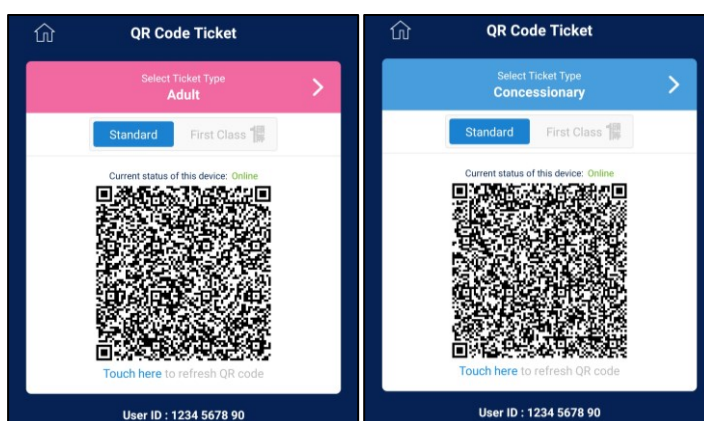 QR Code Ticket
Select Ticket Type
Adult
Standard First Class
Current status of this device: Online
Touch here to refresh QR code
User ID : 1234 5678 90
QR Code Ticket
Select Ticket Type
Concessionary
Standard First Class
Current status of this device: Online
Touch here to refresh QR code
User ID : 1234 5678 90